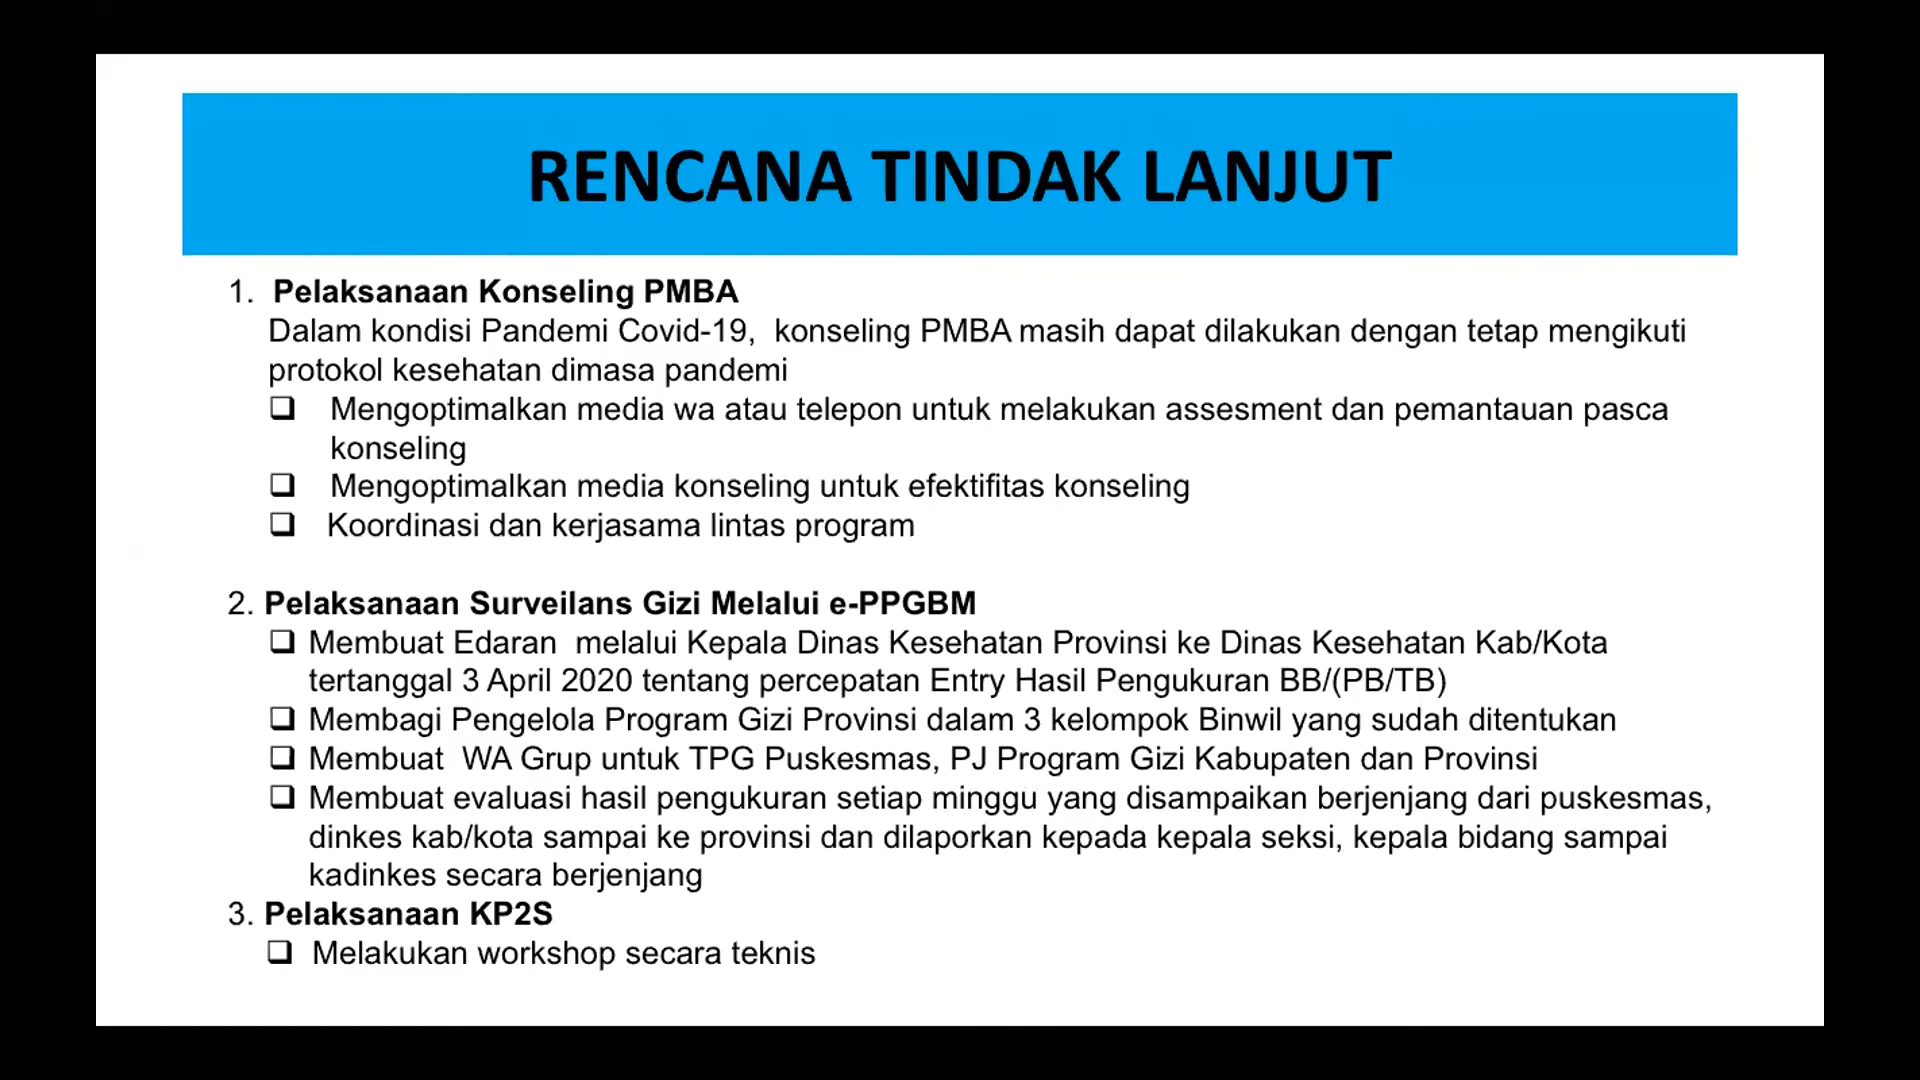 RENCANA TINDAK LANJUT
1. Pelaksanaan Konseling PMBA
Dalam kondisi Pandemi Covid-19, konseling PMBA masih dapat dilakukan dengan tetap mengikuti
protokol kesehatan dimasa pandemi
❑ Mengoptimalkan media wa atau telepon untuk melakukan assesment dan pemantauan pasca
konseling
❑ Mengoptimalkan media konseling untuk efektifitas konseling
❑ Koordinasi dan kerjasama lintas program
2. Pelaksanaan Surveilans Gizi Melalui e-PPGBM
❑ Membuat Edaran melalui Kepala Dinas Kesehatan Provinsi ke Dinas Kesehatan Kab/Kota
tertanggal 3 April 2020 tentang percepatan Entry Hasil Pengukuran BB/(PB/TB)
❑ Membagi Pengelola Program Gizi Provinsi dalam 3 kelompok Binwil yang sudah ditentukan
❑ Membuat WA Grup untuk TPG Puskesmas, PJ Program Gizi Kabupaten dan Provinsi
❑ Membuat evaluasi hasil pengukuran setiap minggu yang disampaikan berjenjang dari puskesmas,
dinkes kab/kota sampai ke provinsi dan dilaporkan kepada kepala seksi, kepala bidang sampai
kadinkes secara berjenjang
3. Pelaksanaan KP2S
❑ Melakukan workshop secara teknis